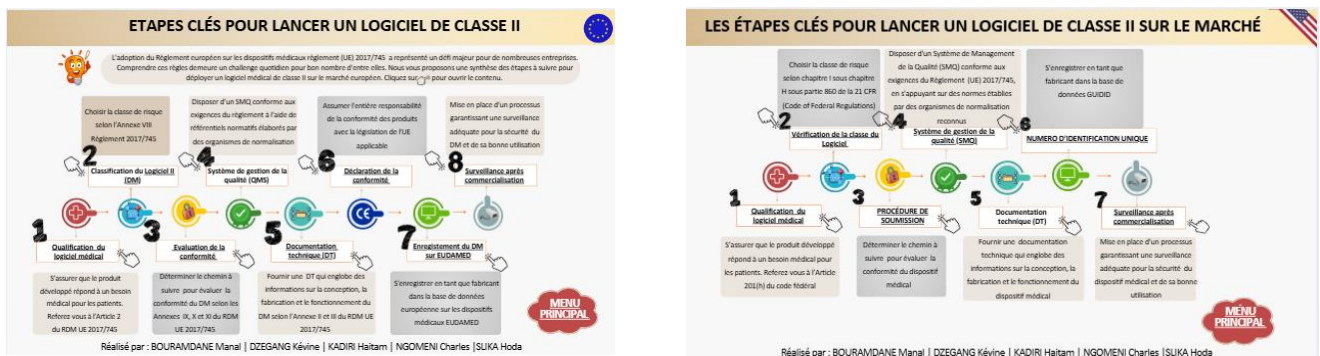 ETAPES CLÉS POUR LANCER UN LOGICIEL DE CLASSE II
L'adoption du Règlement européen sur les dispositifs médicaux règlement (UE) 2017/745 a représenté un défi majeur pour de nombreuses entreprises.
Comprendre ces règles demeure un challenge quotidien pour bon nombre d'entre elles. Nous vous proposons une synthèse des étapes à suivre pour
déployer un logiciel médical de classe II sur le marché européen. Cliquez sur pour ouvrir le contenu.
Choisir la classe de risque
selon l'Annexe VIII
Règlement 2017/745
2
Classification du Logiciel II
(DM)
Disposer d'un SMQ conforme aux
exigences du règlement à l'aide de
référentiels normatifs élaborés par
des organismes de normalisation
4
Système de gestion de la
qualité (QMS)
Assumer l'entière responsabilité
de la conformité des produits
avec la législation de l'UE
applicable
6
Déclaration de la
conformité
Mise en place d'un processus
garantissant une surveillance
adéquate pour la sécurité du
DM et de sa bonne utilisation
8
Surveillance après
commercialisation
CE
1
Qualification du
logiciel médical
S'assurer que le produit
développé répond à un besoin
médical pour les patients.
Referez vous à l'Article 2
du RDM UE 2017/745
3
Evaluation de la
conformité
Déterminer le chemin à
suivre pour évaluer la
conformité du DM selon les
Annexes IX, X et XI du RDM
UE 2017/745
5
Documentation
technique (DT)
Fournir une DT qui englobe des
informations sur la conception, la
fabrication et le fonctionnement du
DM selon l'Annexe II et III du RDM UE
2017/745
7
Enregistement du DM
sur EUDAMED
S'enregistrer en tant que fabricant
dans la base de données
européenne sur les dispositifs
médicaux EUDAMED
MENU
PRINCIPAL
Réalisé par : BOURAMDANE Manal | DZEGANG Kévine | KADIRI Haitam | NGOMENI Charles |SLIKA Hoda
LES ÉTAPES CLÉS POUR LANCER UN LOGICIEL DE CLASSE II SUR LE MARCHÉ
Choisir la classe de risque
selon chapitre I sous chapitre
H sous partie 860 de la 21 CFR
(Code of Federal Regulations)
2
Vérification de la classe du
Logiciel
Disposer d'un Système de Management
de la Qualité (SMQ) conforme aux
exigences du Règlement (UE) 2017/745,
en s'appuyant sur des normes établies
par des organismes de normalisation
reconnus
4
Système de gestion de la
qualité (SMQ)
S'enregistrer en tant que
fabricant dans la base de
données GUIDID
6
NUMERO D'IDENTIFICATION UNIQUE
1
Qualification du
logiciel médical
S'assurer que le produit développé
répond à un besoin médical pour
les patients. Referez vous à l'Article
201(h) du code fédéral
3
PROCÉDURE DE
SOUMISSION
Déterminer le chemin à
suivre pour évaluer la
conformité du dispositif
médical
5
Documentation
technique (DT)
Fournir une documentation
technique qui englobe des
informations sur la conception, la
fabrication et le fonctionnement du
dispositif médical
7
Surveillance après
commercialisation
Mise en place d'un processus
garantissant une surveillance
adéquate pour la sécurité du
dispositif médical et de sa bonne
utilisation
MENU
PRINCIPAL
Réalisé par : BOURAMDANE Manal | DZEGANG Kévine | KADIRI Haitam | NGOMENI Charles |SLIKA Hoda